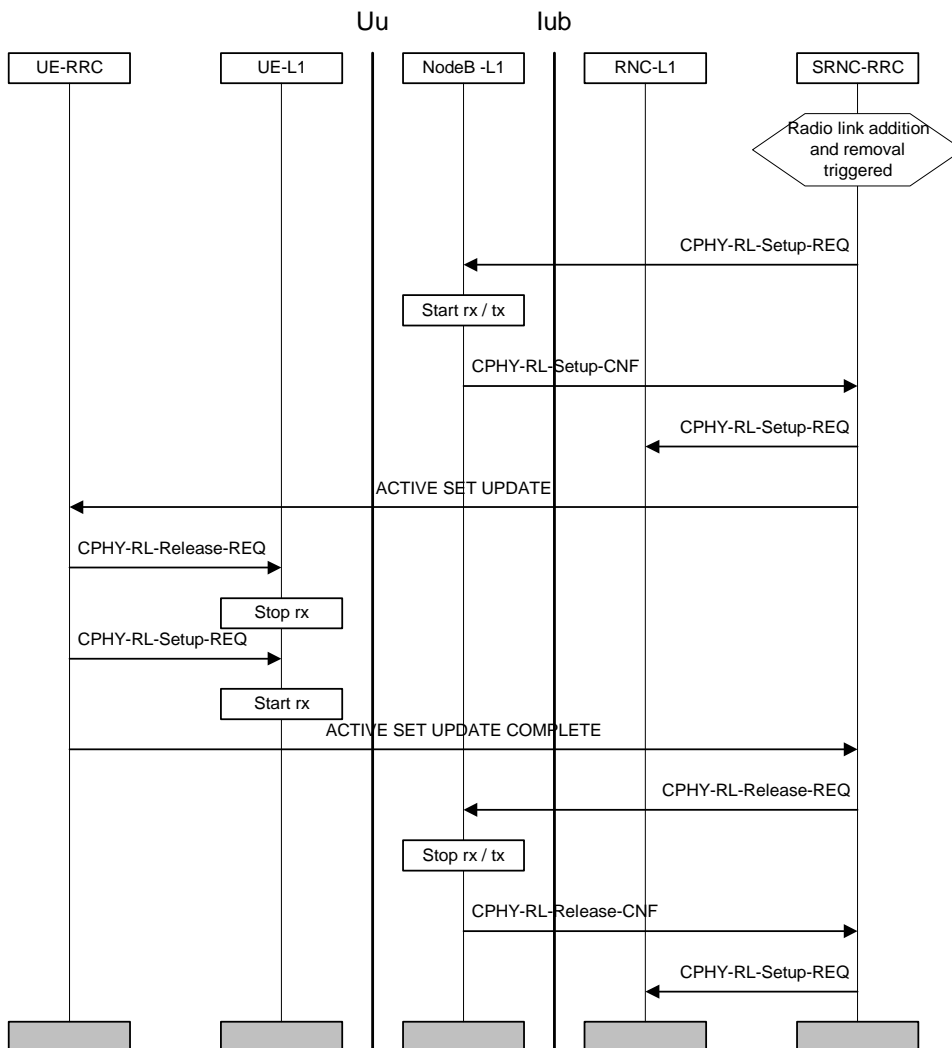 Uu
Iub
UE-RRC
UE-L1
NodeB -L1
RNC-L1
SRNC-RRC
Radio link addition
and removal
triggered
CPHY-RL-Setup-REQ
Start rx / tx
CPHY-RL-Setup-CNF
CPHY-RL-Setup-REQ
ACTIVE SET UPDATE
CPHY-RL-Release-REQ
Stop rx
CPHY-RL-Setup-REQ
Start rx
ACTIVE SET UPDATE COMPLETE
CPHY-RL-Release-REQ
Stop rx / tx
CPHY-RL-Release-CNF
CPHY-RL-Setup-REQ